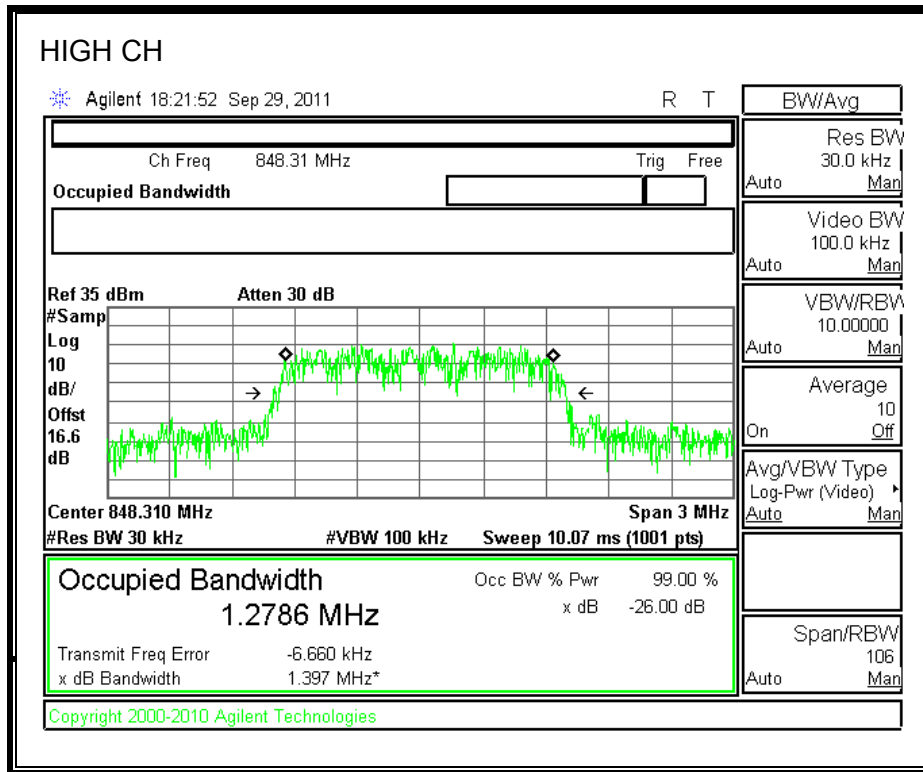 HIGH CH
Agilent 18:21:52 Sep 29, 2011 R T
Ch Freq 848.31 MHz Trig Free
Occupied Bandwidth
Ref 35 dBm Atten 30 dB
#Samp
Log
10
dB/
Offst
16.6
dB
Center 848.310 MHz Span 3 MHz
#Res BW 30 kHz #VBW 100 kHz Sweep 10.07 ms (1001 pts)
Occupied Bandwidth Occ BW % Pwr 99.00 %
1.2786 MHz x dB -26.00 dB
Transmit Freq Error -6.660 kHz
x dB Bandwidth 1.397 MHz*
Copyright 2000-2010 Agilent Technologies
BW/Avg
Res BW
30.0 kHz
Auto Man
Video BW
100.0 kHz
Auto Man
VBW/RBW
10.00000
Auto Man
Average
10
On Off
Avg/VBW Type
Log-Pwr (Video)
Auto Man
Span/RBW
106
Auto Man